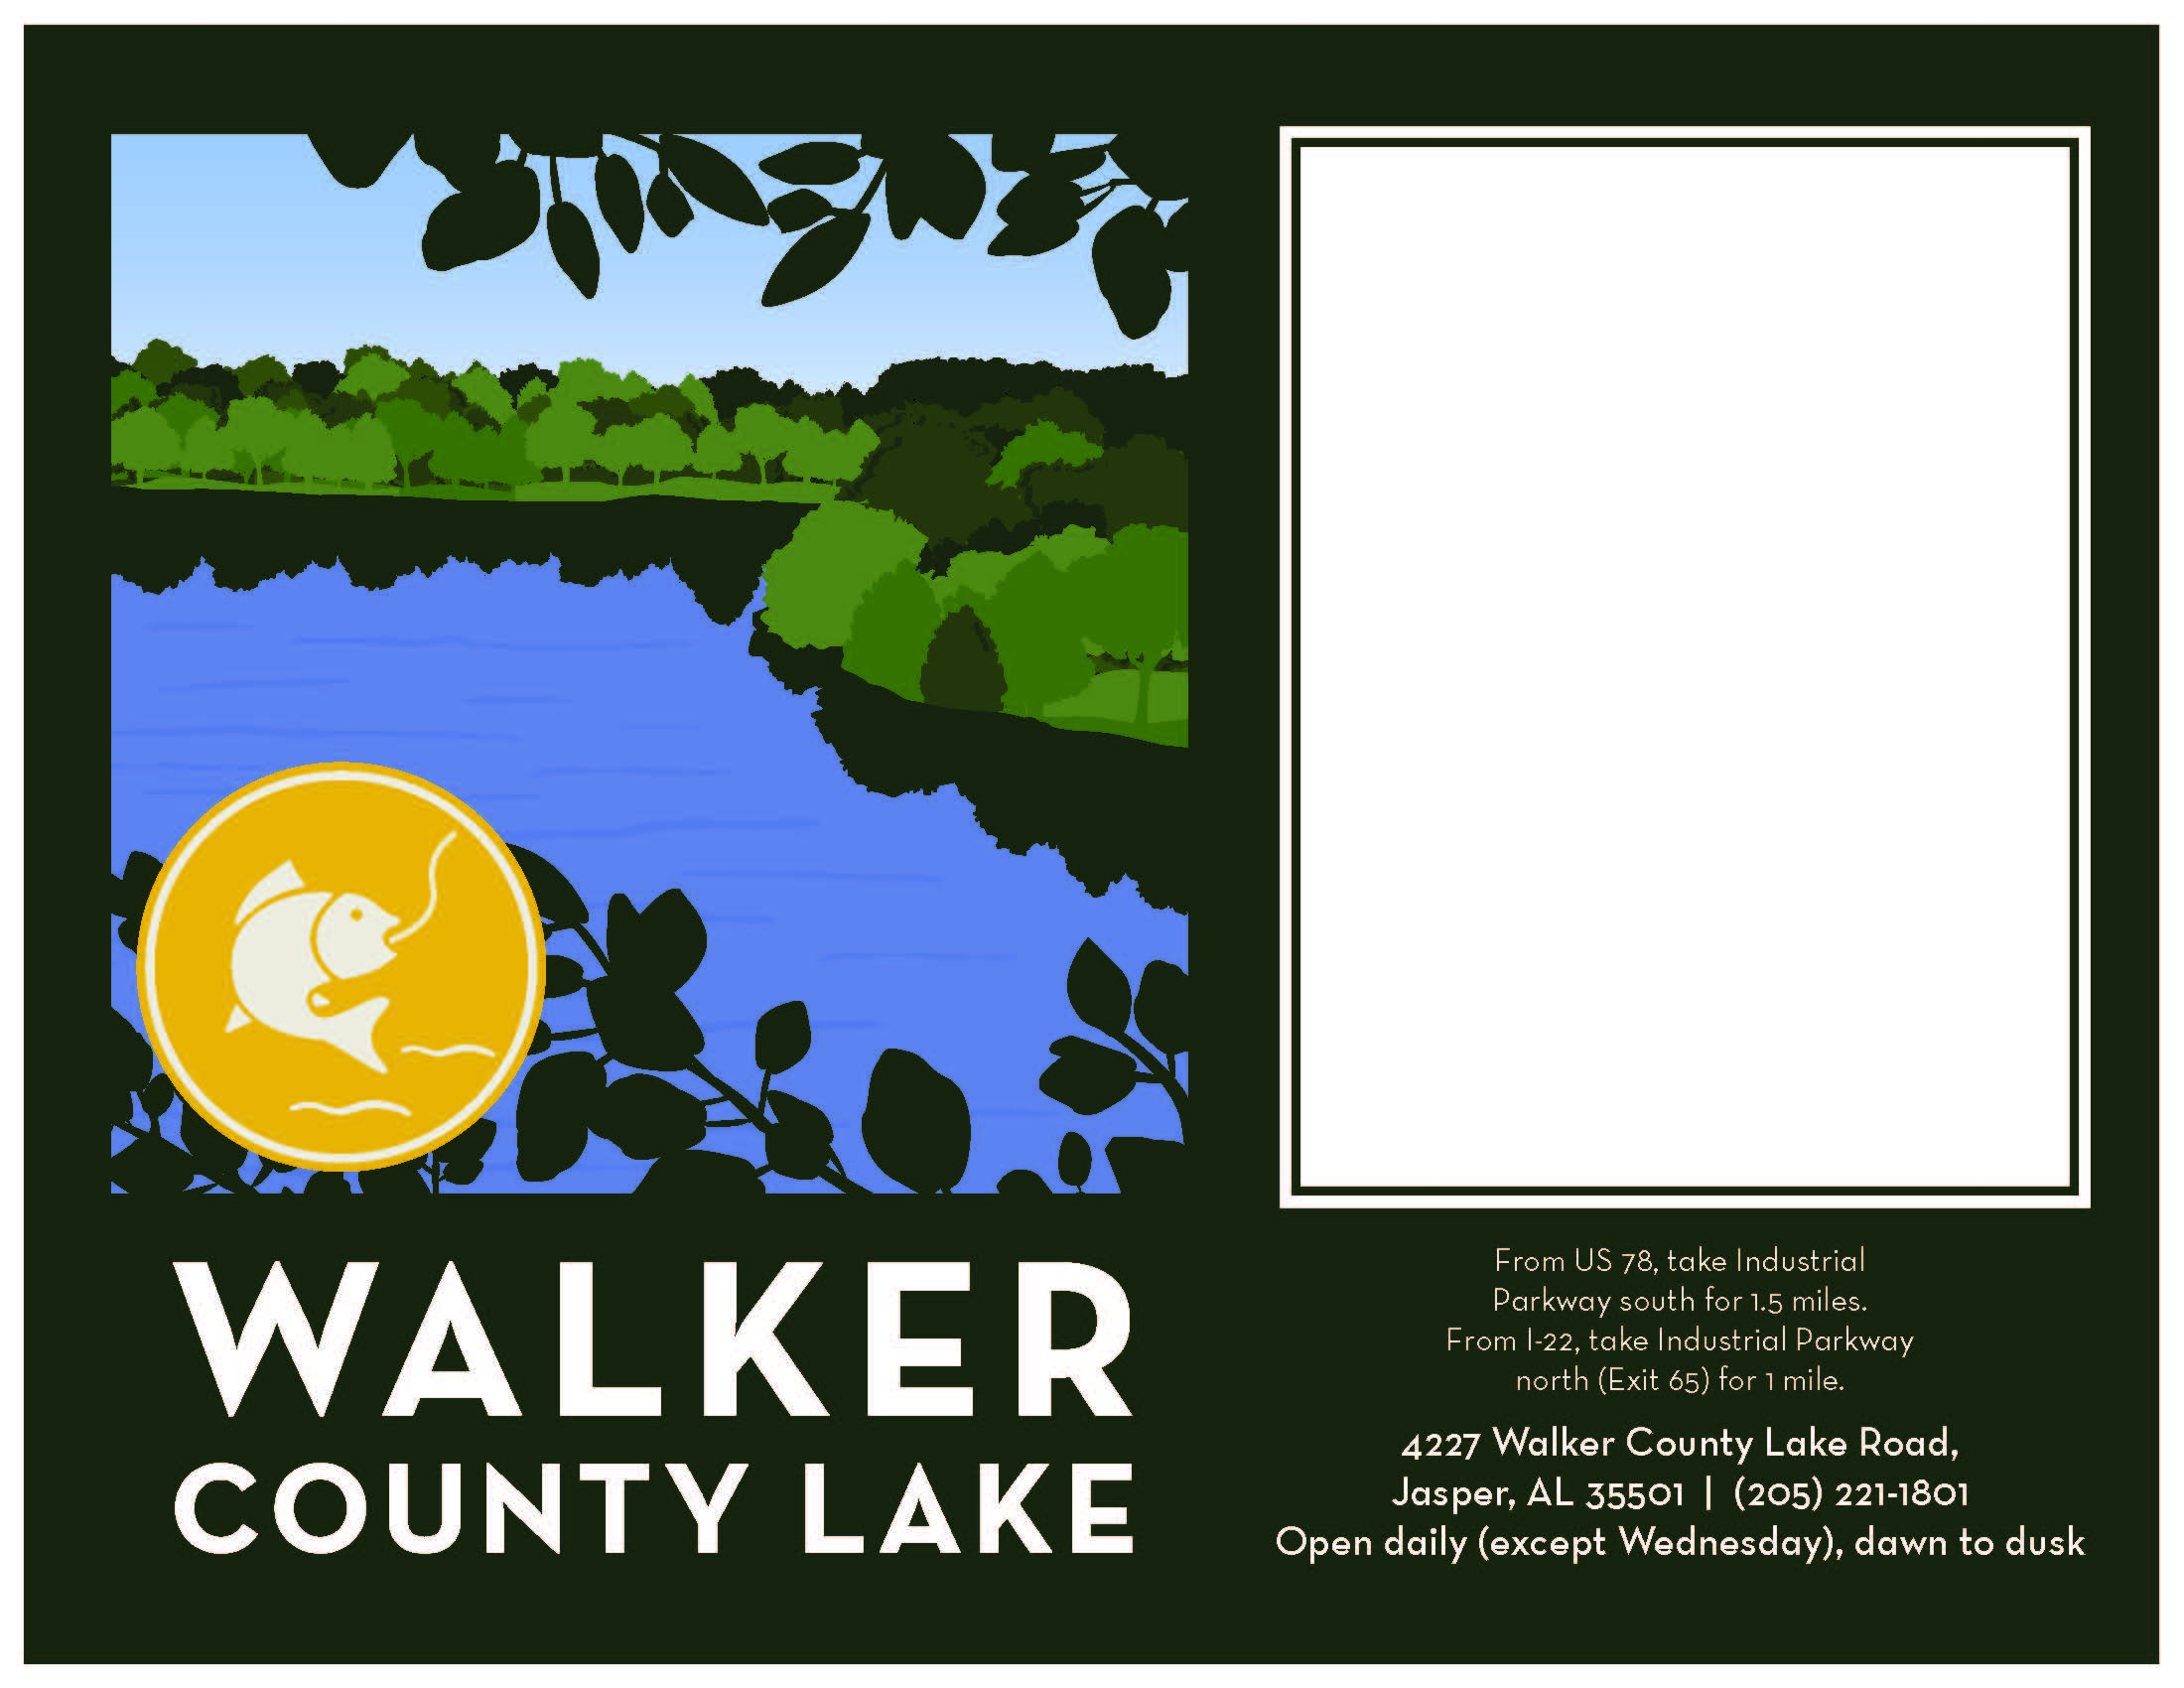 WALKER
COUNTY LAKE
From US 78, take Industrial
Parkway south for 1.5 miles.
From I-22, take Industrial Parkway
north (Exit 65) for 1 mile.
4227 Walker County Lake Road,
Jasper, AL 35501 | (205) 221-1801
Open daily (except Wednesday), dawn to dusk